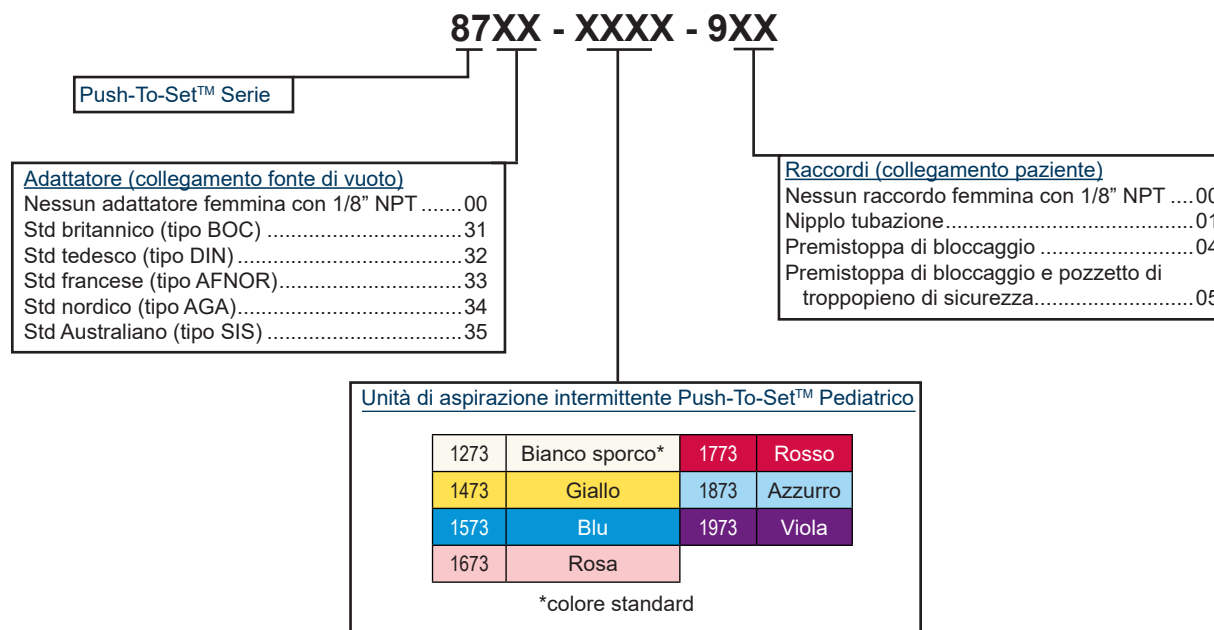 87XX - XXXX - 9XX
Push-To-Set™ Serie
Adattatore (collegamento fonte di vuoto)
Nessun adattatore femmina con 1/8” NPT .......00
Std britannico (tipo BOC) ..................................31
Std tedesco (tipo DIN).......................................32
Std francese (tipo AFNOR)................................33
Std nordico (tipo AGA).......................................34
Std Australiano (tipo SIS) ..................................35
Raccordi (collegamento paziente)
Nessun raccordo femmina con 1/8” NPT ....00
Nipplo tubazione...........................................01
Premistoppa di bloccaggio ...........................04
Premistoppa di bloccaggio e pozzetto di
troppopieno di sicurezza............................05
Unità di aspirazione intermittente Push-To-Set™ Pediatrico
1273 Bianco sporco* 1773 Rosso
1473 Giallo 1873 Azzurro
1573 Blu 1973 Viola
1673 Rosa
*colore standard